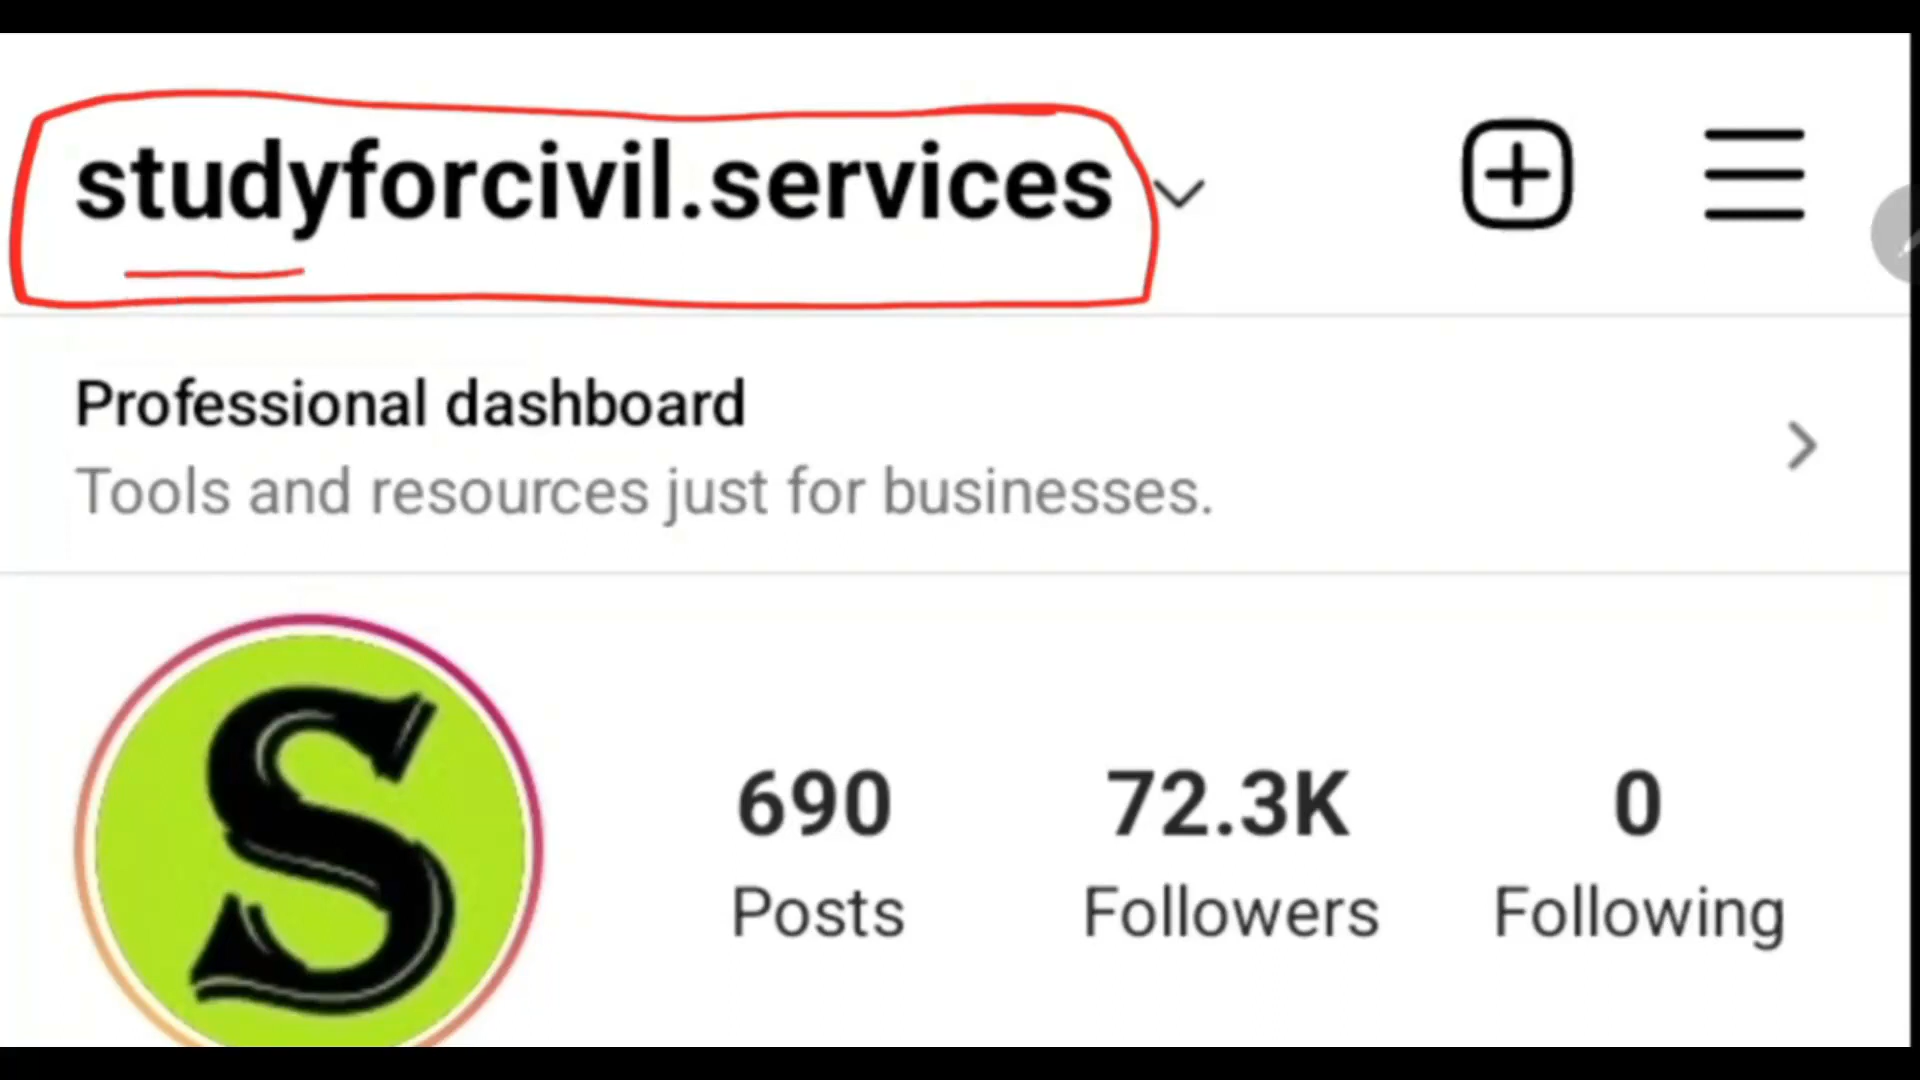 studyforcivil.services
Professional dashboard
Tools and resources just for businesses.
S
690 72.3K 0
Posts Followers Following